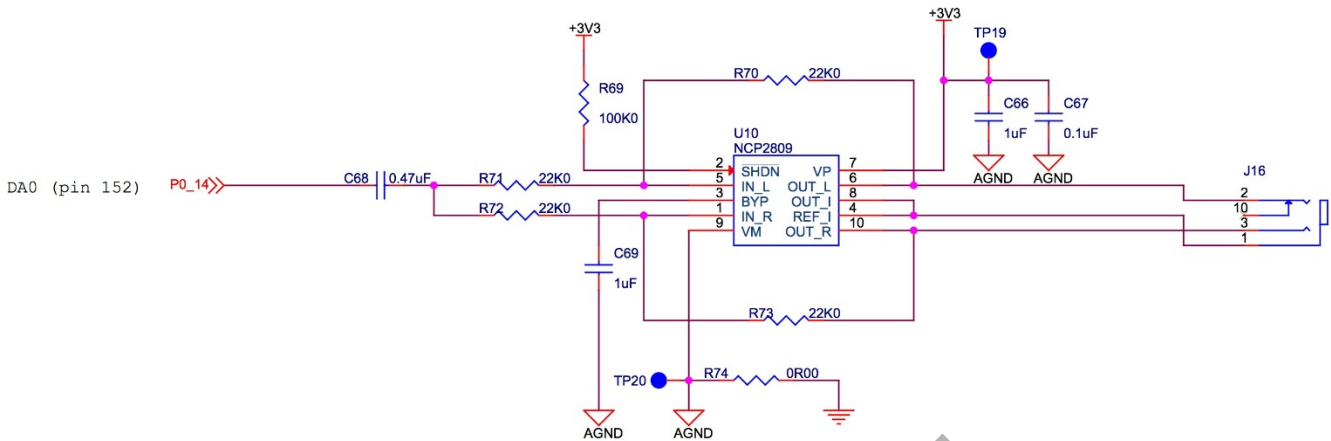 +3V3
+3V3
TP19
R70 22K0
R69
100K0
C66
1uF
C67
0.1uF
U10
NCP2809
DA0 (pin 152)
P0_14
C68 0.47uF
R71 22K0
R72 22K0
2 SHDN VP 7
5 IN_L OUT_L 6
3 BYP OUT_I 8
1 IN_R REF_I 4
9 VM OUT_R 10
AGND
AGND
J16
2
10
3
1
C69
1uF
R73 22K0
TP20
R74 0R00
AGND
AGND